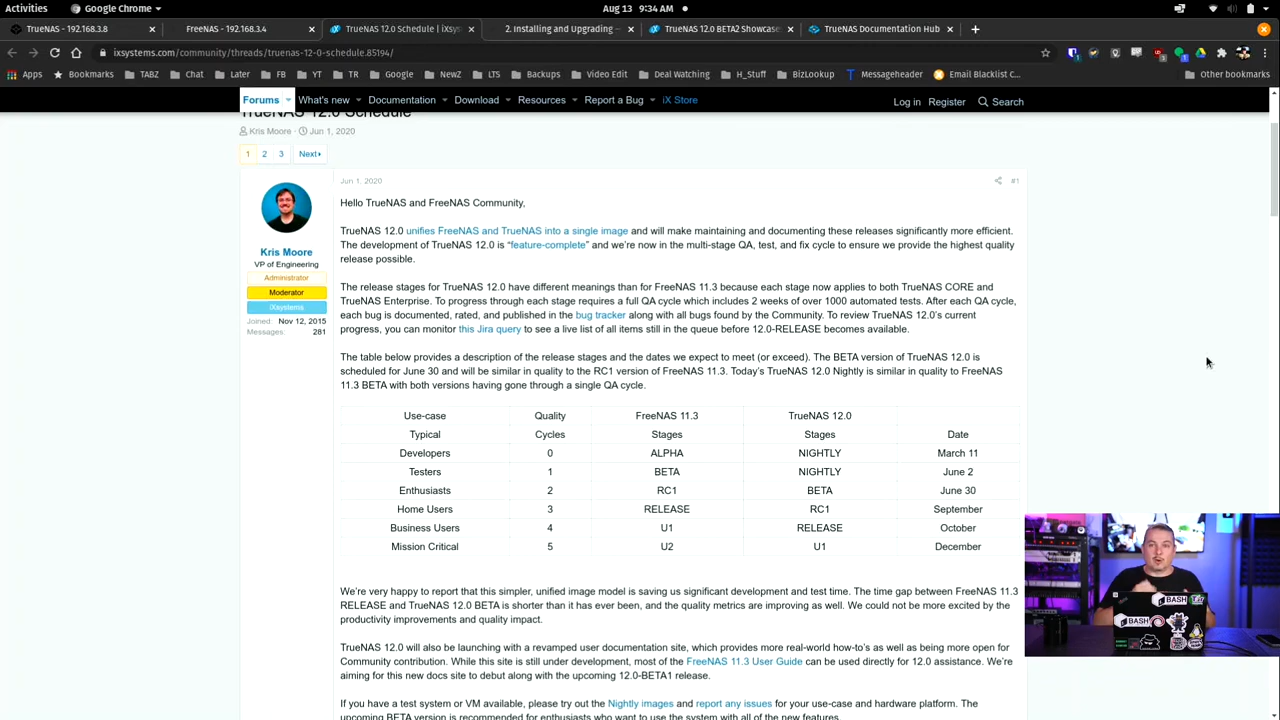 Activities
Google Chrome
Aug 13 9:34 AM
TrueNAS - 192.168.3.8
FreeNAS - 192.168.3.4
TrueNAS 12.0 Schedule | iXsys
2. Installing and Upgrading —
TrueNAS 12.0 BETA2 Showcase
TrueNAS Documentation Hub
ixsystems.com/community/threads/truenas-12-0-schedule.85194/
Apps
Bookmarks
TABZ
Chat
Later
FB
YT
TR
Google
NewZ
LTS
Backups
Video Edit
Deal Watching
H_Stuff
BizLookup
Messageheader
Email Blacklist C...
Other bookmarks
Forums
What's new
Documentation
Download
Resources
Report a Bug
iX Store
Log in
Register
Search
TrueNAS 12.0 Schedule
Kris Moore · Jun 1, 2020
1 2 3 Next
Jun 1, 2020
#1
Kris Moore
VP of Engineering
Administrator
Moderator
iXsystems
Joined: Nov 12, 2015
Messages: 281
Hello TrueNAS and FreeNAS Community,
TrueNAS 12.0 unifies FreeNAS and TrueNAS into a single image and will make maintaining and documenting these releases significantly more efficient.
The development of TrueNAS 12.0 is “feature-complete” and we’re now in the multi-stage QA, test, and fix cycle to ensure we provide the highest quality
release possible.
The release stages for TrueNAS 12.0 have different meanings than for FreeNAS 11.3 because each stage now applies to both TrueNAS CORE and
TrueNAS Enterprise. To progress through each stage requires a full QA cycle which includes 2 weeks of over 1000 automated tests. After each QA cycle,
each bug is documented, rated, and published in the bug tracker along with all bugs found by the Community. To review TrueNAS 12.0’s current
progress, you can monitor this Jira query to see a live list of all items still in the queue before 12.0-RELEASE becomes available.
The table below provides a description of the release stages and the dates we expect to meet (or exceed). The BETA version of TrueNAS 12.0 is
scheduled for June 30 and will be similar in quality to the RC1 version of FreeNAS 11.3. Today’s TrueNAS 12.0 Nightly is similar in quality to FreeNAS
11.3 BETA with both versions having gone through a single QA cycle.
Use-case Quality FreeNAS 11.3 TrueNAS 12.0
Typical Cycles Stages Stages Date
Developers 0 ALPHA NIGHTLY March 11
Testers 1 BETA NIGHTLY June 2
Enthusiasts 2 RC1 BETA June 30
Home Users 3 RELEASE RC1 September
Business Users 4 U1 RELEASE October
Mission Critical 5 U2 U1 December
We’re very happy to report that this simpler, unified image model is saving us significant development and test time. The time gap between FreeNAS 11.3
RELEASE and TrueNAS 12.0 BETA is shorter than it has ever been, and the quality metrics are improving as well. We could not be more excited by the
productivity improvements and quality impact.
TrueNAS 12.0 will also be launching with a revamped user documentation site, which provides more real-world how-to’s as well as being more open for
Community contribution. While this site is still under development, most of the FreeNAS 11.3 User Guide can be used directly for 12.0 assistance. We’re
aiming for this new docs site to debut along with the upcoming 12.0-BETA1 release.
If you have a test system or VM available, please try out the Nightly images and report any issues for your use-case and hardware platform. The
upcoming BETA version is recommended for enthusiasts who want to use the system with all of the new features.
BASH
BASH